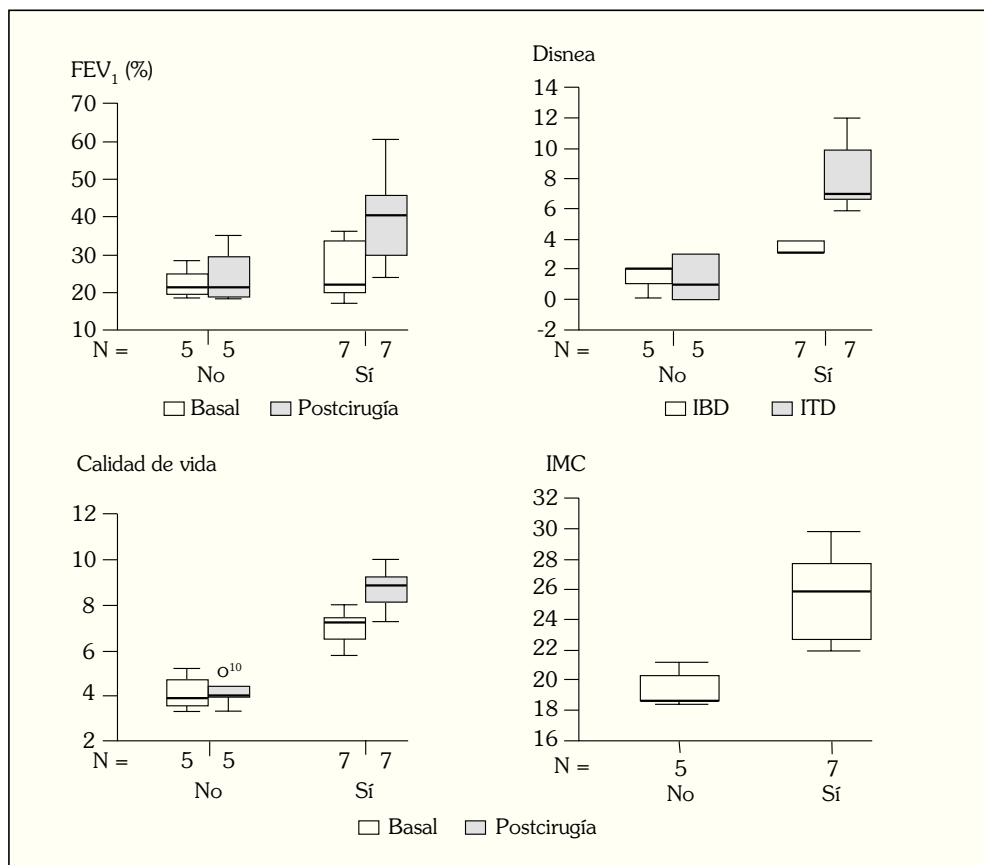 FEV1 (%)
70
60
50
40
30
20
10
N = 5 5 7 7
No Sí
Basal Postcirugía
Disnea
14
12
10
8
6
4
2
0
-2
N = 5 5 7 7
No Sí
IBD ITD
Calidad de vida
12
10
8
6
4
2
O10
N = 5 5 7 7
No Sí
IMC
32
30
28
26
24
22
20
18
16
N = 5 7
No Sí
Basal Postcirugía